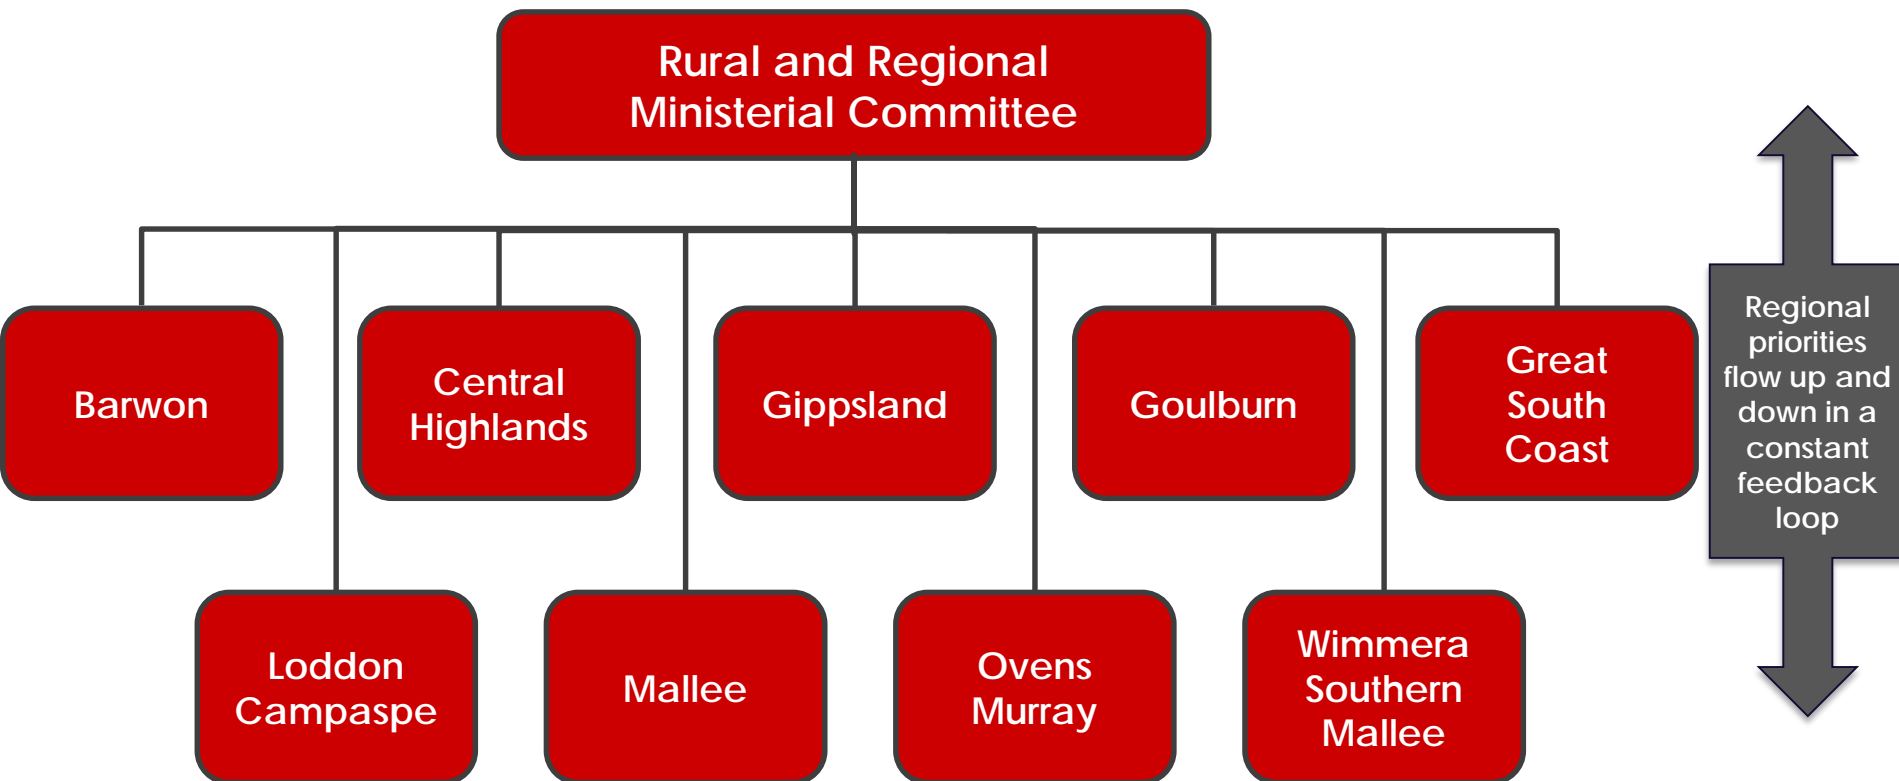 Rural and Regional
Ministerial Committee
Barwon
Central
Highlands
Gippsland
Goulburn
Great
South
Coast
Loddon
Campaspe
Mallee
Ovens
Murray
Wimmera
Southern
Mallee
Regional
priorities
flow up and
down in a
constant
feedback
loop